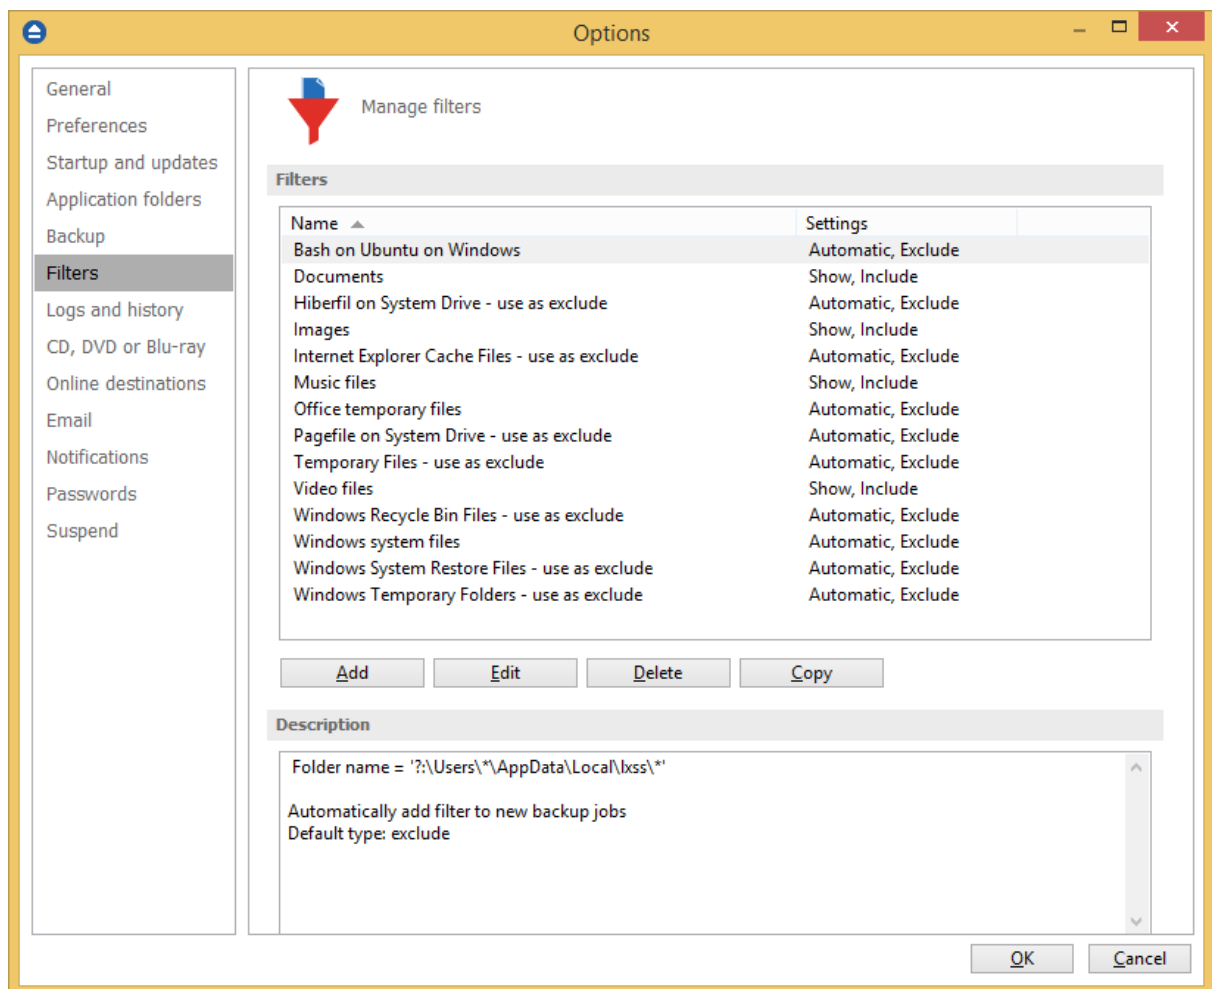 Options
General
Preferences
Startup and updates
Application folders
Backup
Filters
Logs and history
CD, DVD or Blu-ray
Online destinations
Email
Notifications
Passwords
Suspend
Manage filters
Filters
Name Settings
Bash on Ubuntu on Windows Automatic, Exclude
Documents Show, Include
Hiberfil on System Drive - use as exclude Automatic, Exclude
Images Show, Include
Internet Explorer Cache Files - use as exclude Automatic, Exclude
Music files Show, Include
Office temporary files Automatic, Exclude
Pagefile on System Drive - use as exclude Automatic, Exclude
Temporary Files - use as exclude Automatic, Exclude
Video files Show, Include
Windows Recycle Bin Files - use as exclude Automatic, Exclude
Windows system files Automatic, Exclude
Windows System Restore Files - use as exclude Automatic, Exclude
Windows Temporary Folders - use as exclude Automatic, Exclude
Add Edit Delete Copy
Description
Folder name = '?:\Users\*\AppData\Local\lxss\*'
Automatically add filter to new backup jobs
Default type: exclude
OK Cancel